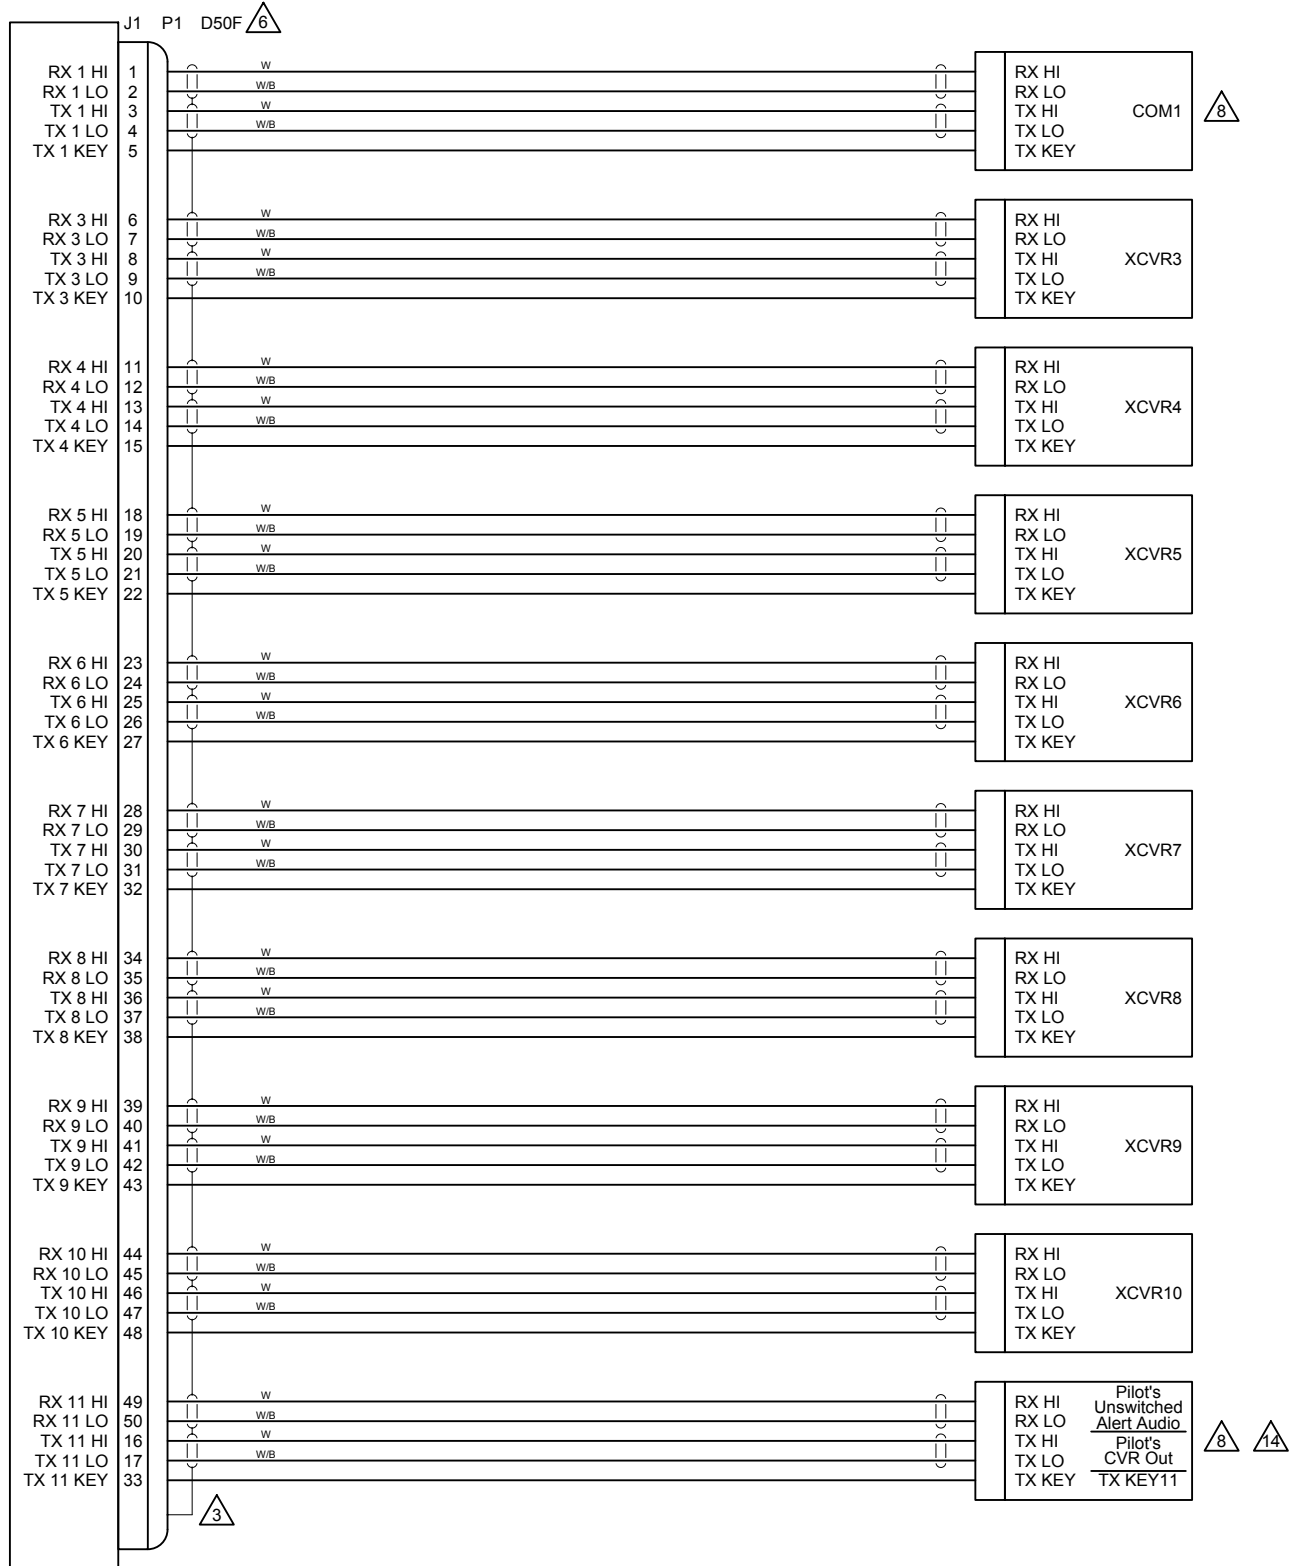 J1 P1 D50F 6
RX 1 HI 1 W RX HI
RX 1 LO 2 W/B RX LO
TX 1 HI 3 W TX HI COM1 8
TX 1 LO 4 W/B TX LO
TX 1 KEY 5 TX KEY
RX 3 HI 6 W RX HI
RX 3 LO 7 W/B RX LO
TX 3 HI 8 W TX HI XCVR3
TX 3 LO 9 W/B TX LO
TX 3 KEY 10 TX KEY
RX 4 HI 11 W RX HI
RX 4 LO 12 W/B RX LO
TX 4 HI 13 W TX HI XCVR4
TX 4 LO 14 W/B TX LO
TX 4 KEY 15 TX KEY
RX 5 HI 18 W RX HI
RX 5 LO 19 W/B RX LO
TX 5 HI 20 W TX HI XCVR5
TX 5 LO 21 W/B TX LO
TX 5 KEY 22 TX KEY
RX 6 HI 23 W RX HI
RX 6 LO 24 W/B RX LO
TX 6 HI 25 W TX HI XCVR6
TX 6 LO 26 W/B TX LO
TX 6 KEY 27 TX KEY
RX 7 HI 28 W RX HI
RX 7 LO 29 W/B RX LO
TX 7 HI 30 W TX HI XCVR7
TX 7 LO 31 W/B TX LO
TX 7 KEY 32 TX KEY
RX 8 HI 34 W RX HI
RX 8 LO 35 W/B RX LO
TX 8 HI 36 W TX HI XCVR8
TX 8 LO 37 W/B TX LO
TX 8 KEY 38 TX KEY
RX 9 HI 39 W RX HI
RX 9 LO 40 W/B RX LO
TX 9 HI 41 W TX HI XCVR9
TX 9 LO 42 W/B TX LO
TX 9 KEY 43 TX KEY
RX 10 HI 44 W RX HI
RX 10 LO 45 W/B RX LO
TX 10 HI 46 W TX HI XCVR10
TX 10 LO 47 W/B TX LO
TX 10 KEY 48 TX KEY
RX 11 HI 49 W RX HI Pilot's
Unswitched
RX 11 LO 50 W/B RX LO Alert Audio
TX 11 HI 16 W TX HI Pilot's 8 14
TX 11 LO 17 W/B TX LO CVR Out
TX 11 KEY 33 TX KEY TX KEY11
3